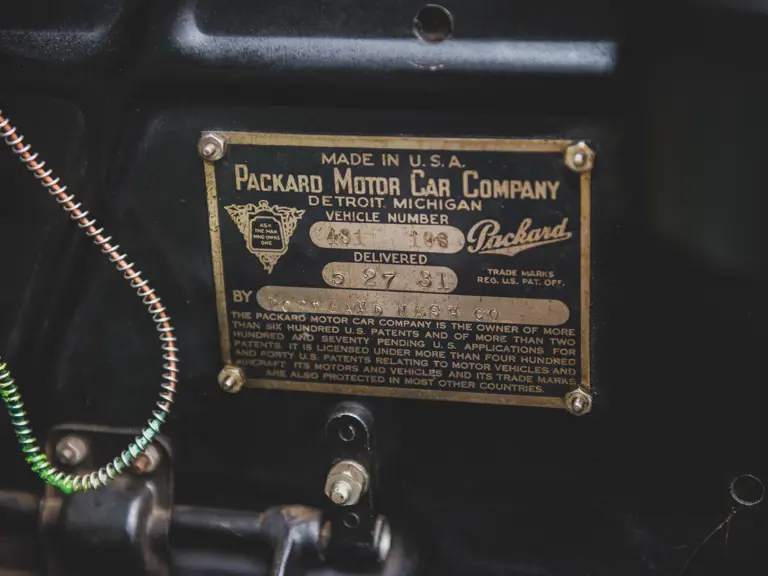 MADE IN U.S.A.
PACKARD MOTOR CAR COMPANY
DETROIT. MICHIGAN
VEHICLE NUMBER
ASK
THE MAN
WHO OWNS
ONE
Packard
DELIVERED
5 27 31
TRADE MARKS
REG. U.S. PAT. OFF.
BY
NASH CO
THE PACKARD MOTOR CAR COMPANY IS THE OWNER OF MORE
THAN SIX HUNDRED U.S. PATENTS AND OF MORE THAN TWO
HUNDRED AND SEVENTY PENDING U.S. APPLICATIONS FOR
PATENTS. IT IS LICENSED UNDER MORE THAN FOUR HUNDRED
AND FORTY U.S. PATENTS RELATING TO MOTOR VEHICLES AND
AIRCRAFT ITS MOTORS AND VEHICLES AND ITS TRADE MARKS
ARE ALSO PROTECTED IN MOST OTHER COUNTRIES.